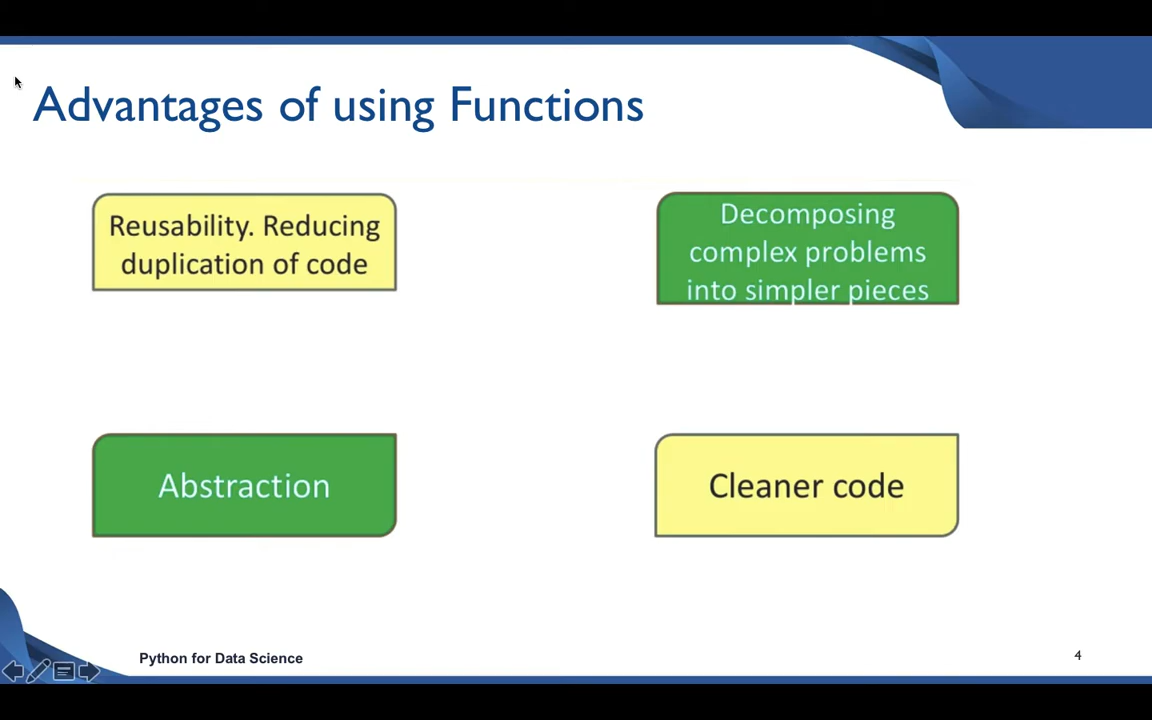 Advantages of using Functions
Reusability. Reducing
duplication of code
Decomposing
complex problems
into simpler pieces
Abstraction
Cleaner code
Python for Data Science
4